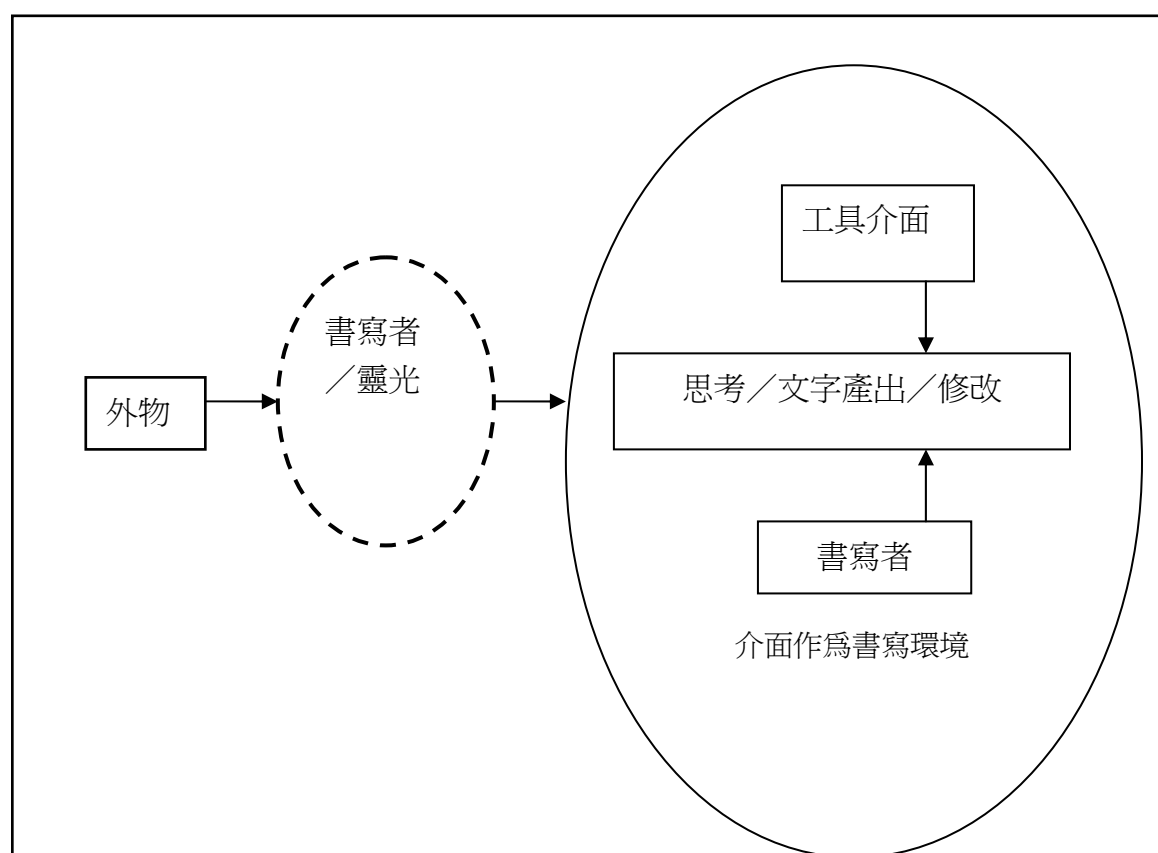 工具介面
書寫者
／靈光
外物
思考／文字產出／修改
書寫者
介面作爲書寫環境